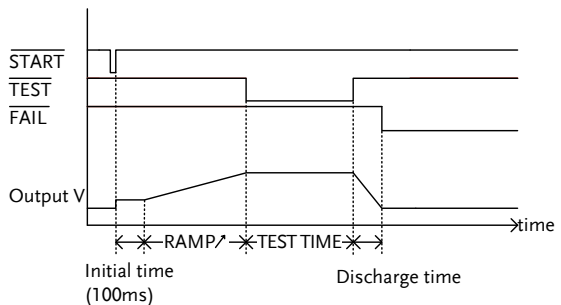 START
TEST
FAIL
Output V
time
RAMP↗
TEST TIME
Initial time
(100ms)
Discharge time